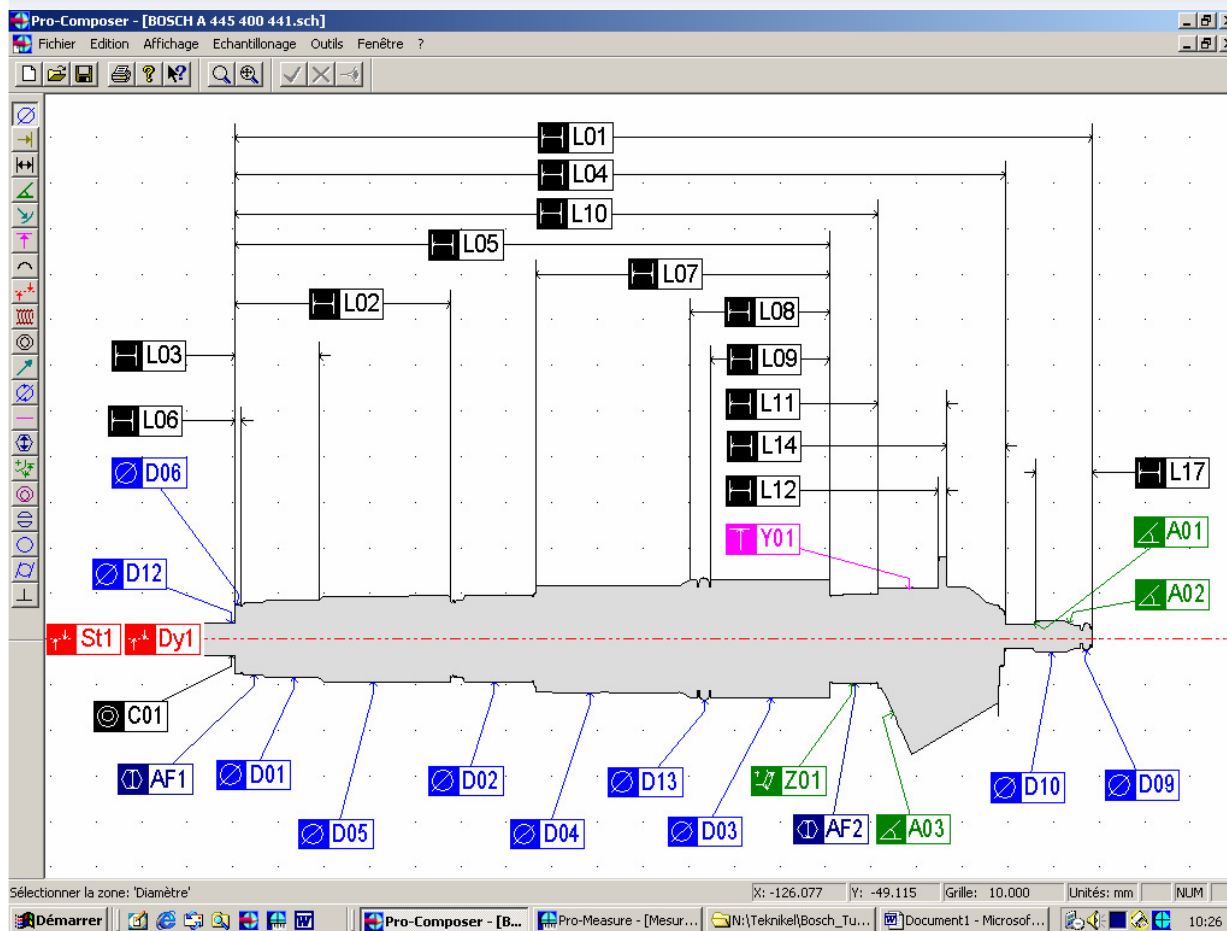 Pro-Composer - [BOSCH A 445 400 441.sch]
Fichier Edition Affichage Echantillonage Outils Fenêtre ?
L01
L04
L10
L05
L07
L02
L08
L03
L09
L11
L06
L14
D06
L17
L12
A01
Y01
D12
A02
St1 Dy1
C01
AF1
D01
D02
D13
Z01
D10
D09
D05
D04
D03
AF2
A03
Sélectionner la zone: 'Diamètre'
X: -126.077
Y: -49.115
Grille: 10.000
Unités: mm
NUM
Démarrer
Pro-Composer - [B...
Pro-Measure - [Mesur...
N:\Teknikel\Bosch_Tu...
Document1 - Microsof...
10:26